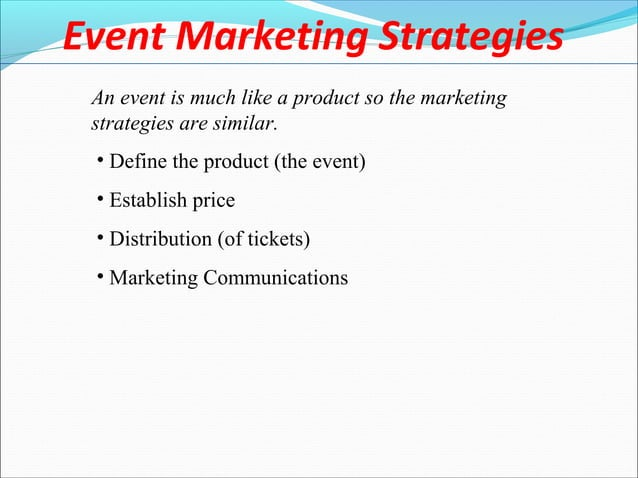 Event Marketing Strategies
An event is much like a product so the marketing
strategies are similar.
• Define the product (the event)
• Establish price
• Distribution (of tickets)
• Marketing Communications